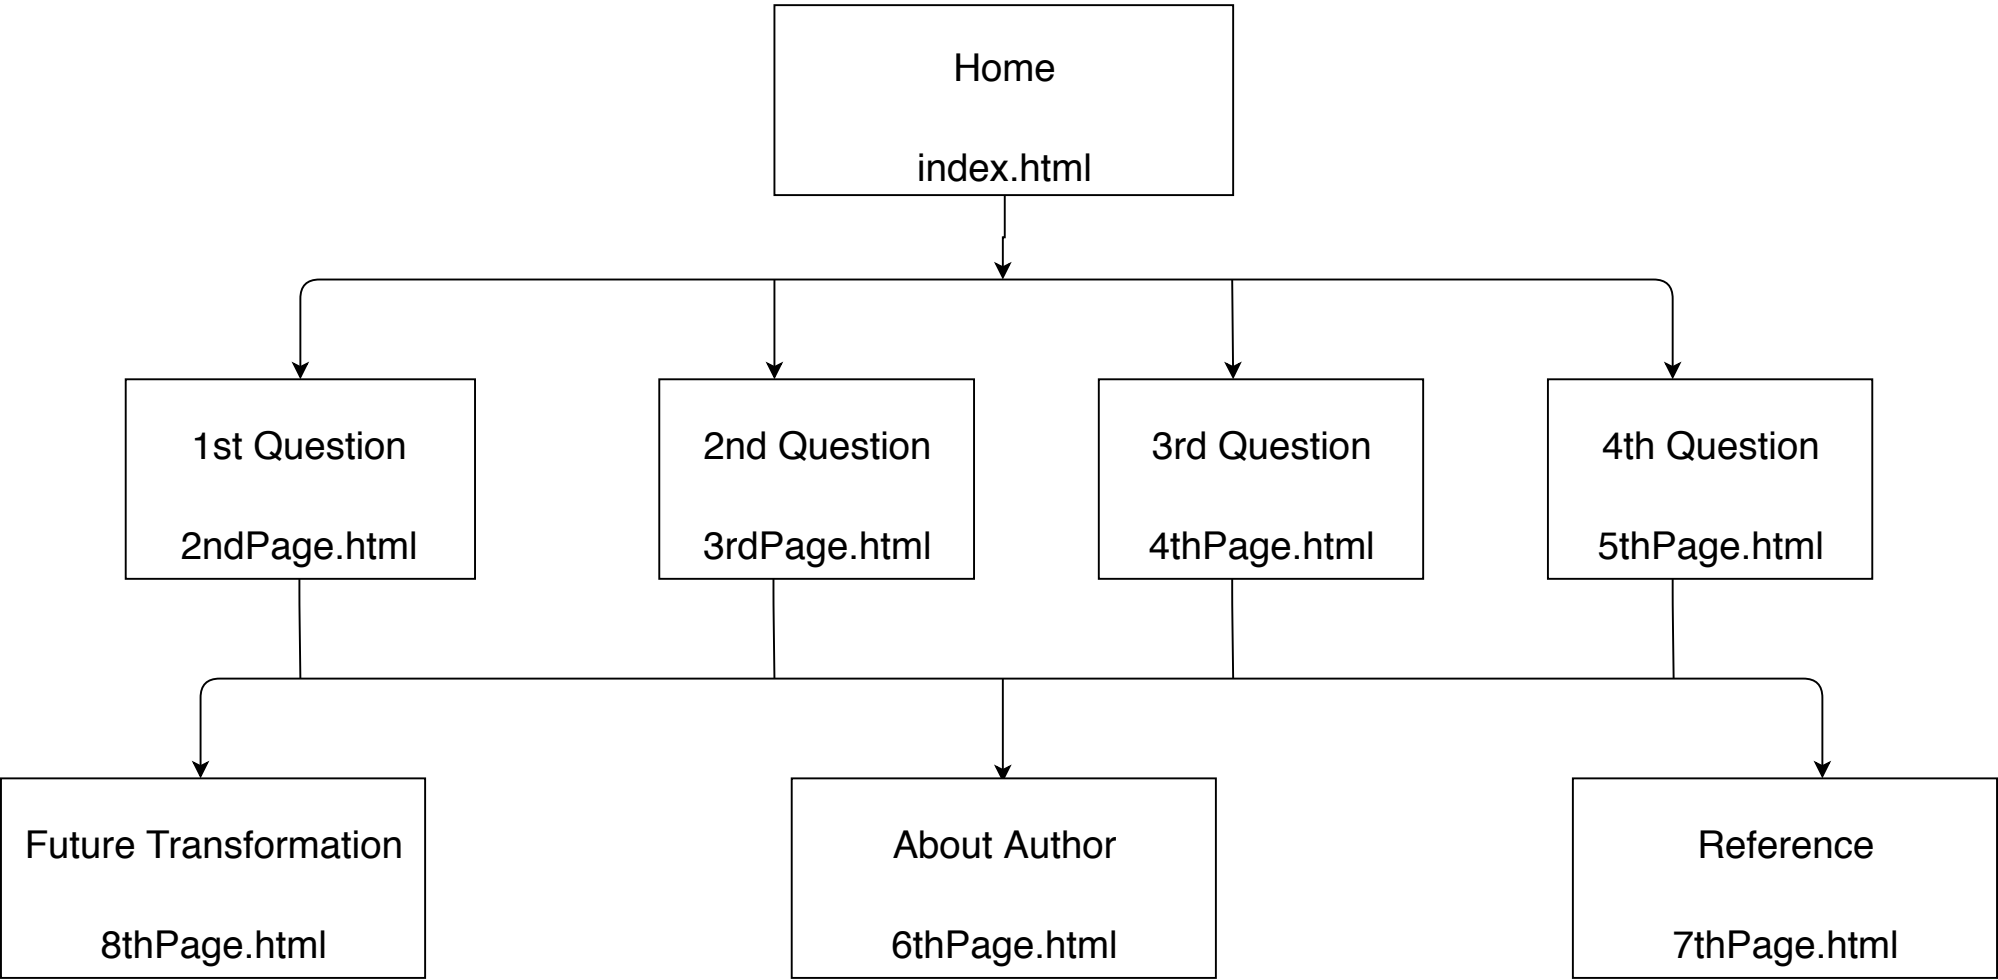 Home
index.html
1st Question
2ndPage.html
2nd Question
3rdPage.html
3rd Question
4thPage.html
4th Question
5thPage.html
Future Transformation
8thPage.html
About Author
6thPage.html
Reference
7thPage.html